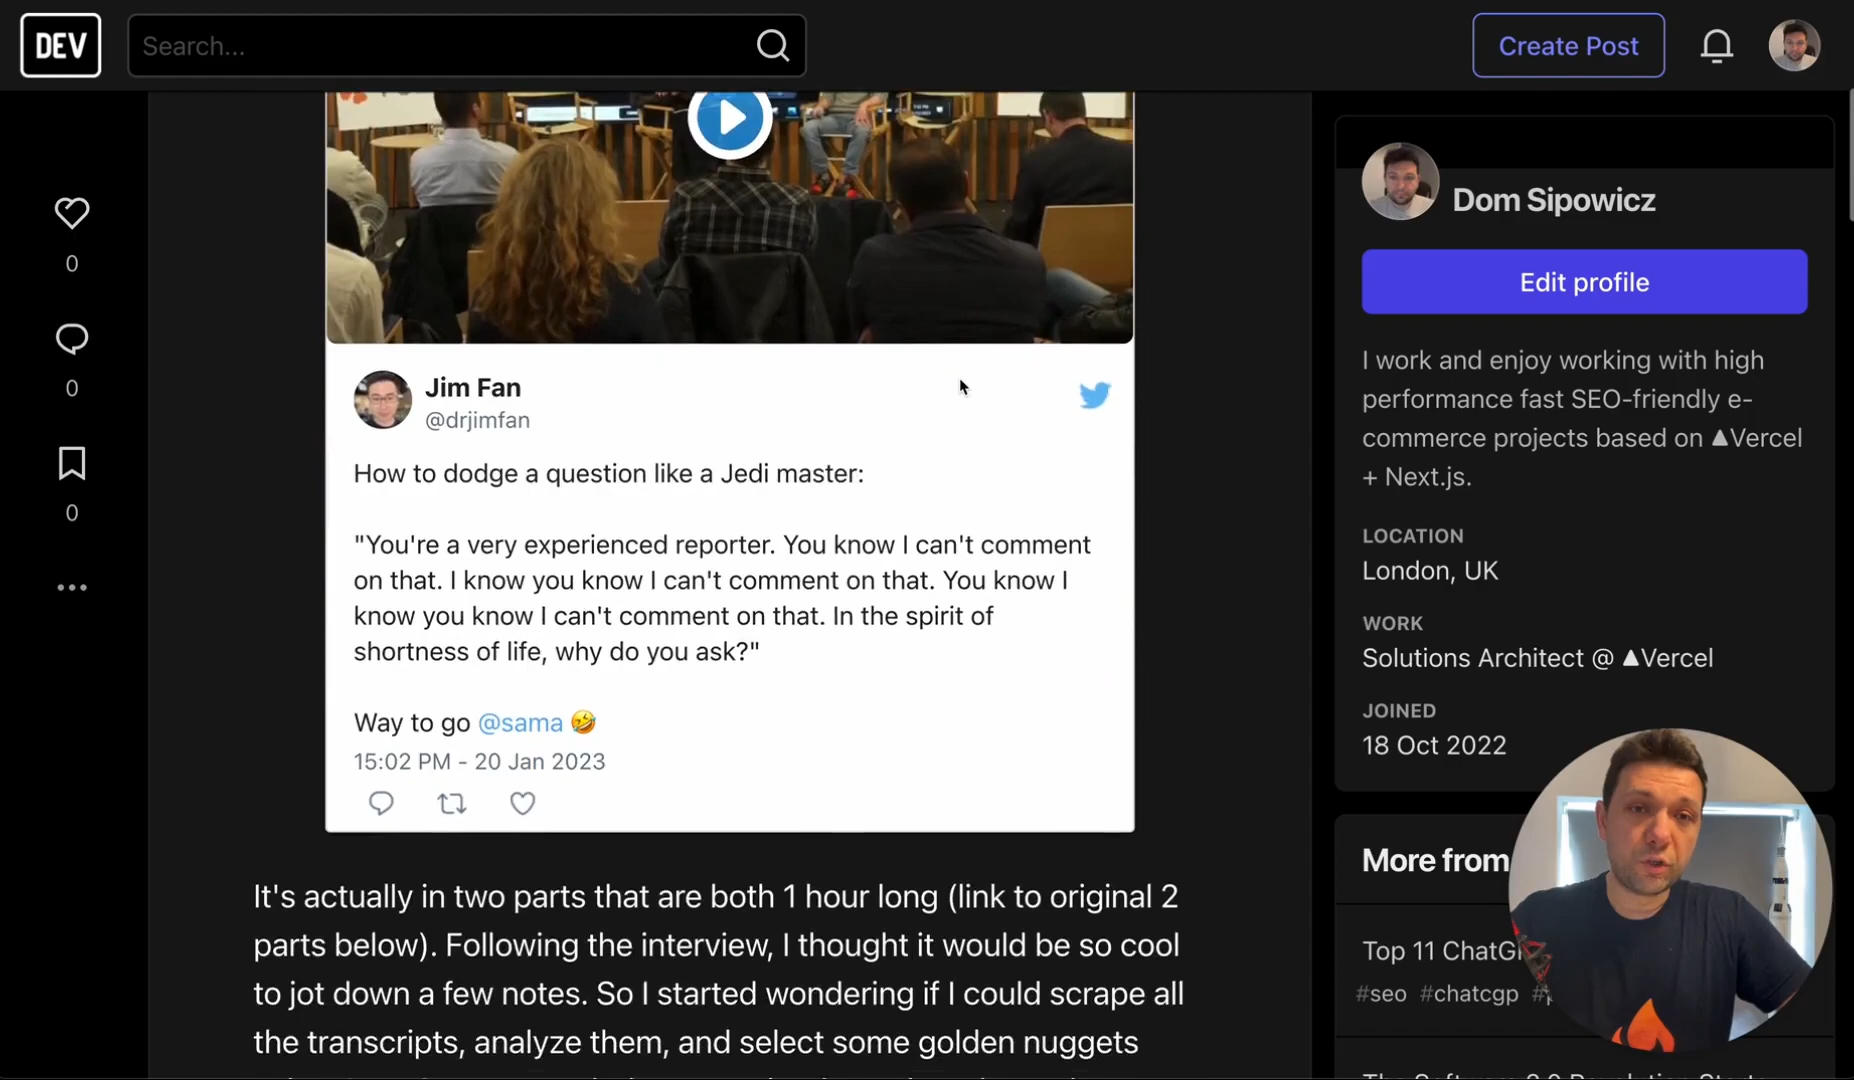 DEV
Search...
Create Post
0
0
0
Jim Fan
@drjimfan
How to dodge a question like a Jedi master:
"You're a very experienced reporter. You know I can't comment
on that. I know you know I can't comment on that. You know I
know you know I can't comment on that. In the spirit of
shortness of life, why do you ask?"
Way to go @sama 🤣
15:02 PM - 20 Jan 2023
It's actually in two parts that are both 1 hour long (link to original 2
parts below). Following the interview, I thought it would be so cool
to jot down a few notes. So I started wondering if I could scrape all
the transcripts, analyze them, and select some golden nuggets
Dom Sipowicz
Edit profile
I work and enjoy working with high
performance fast SEO-friendly e-
commerce projects based on ▲Vercel
+ Next.js.
LOCATION
London, UK
WORK
Solutions Architect @ ▲Vercel
JOINED
18 Oct 2022
More from
Top 11
#seo #chatcgp